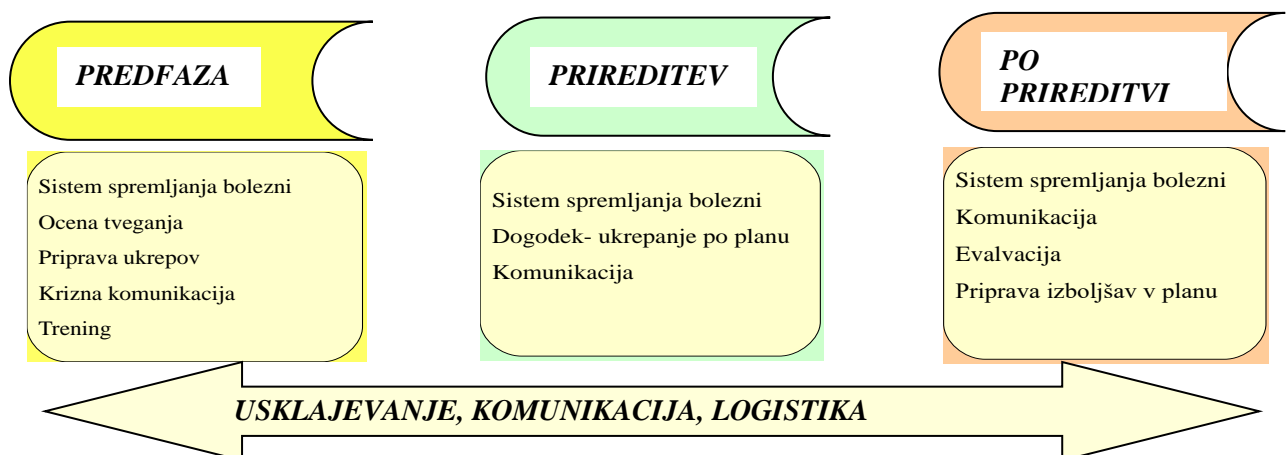 PREDFAZA
Sistem spremljanja bolezni
Ocena tveganja
Priprava ukrepov
Krizna komunikacija
Trening
PRIREDITEV
Sistem spremljanja bolezni
Dogodek- ukrepanje po planu
Komunikacija
PO
PRIREDITVI
Sistem spremljanja bolezni
Komunikacija
Evalvacija
Priprava izboljšav v planu
USKLAJEVANJE, KOMUNIKACIJA, LOGISTIKA